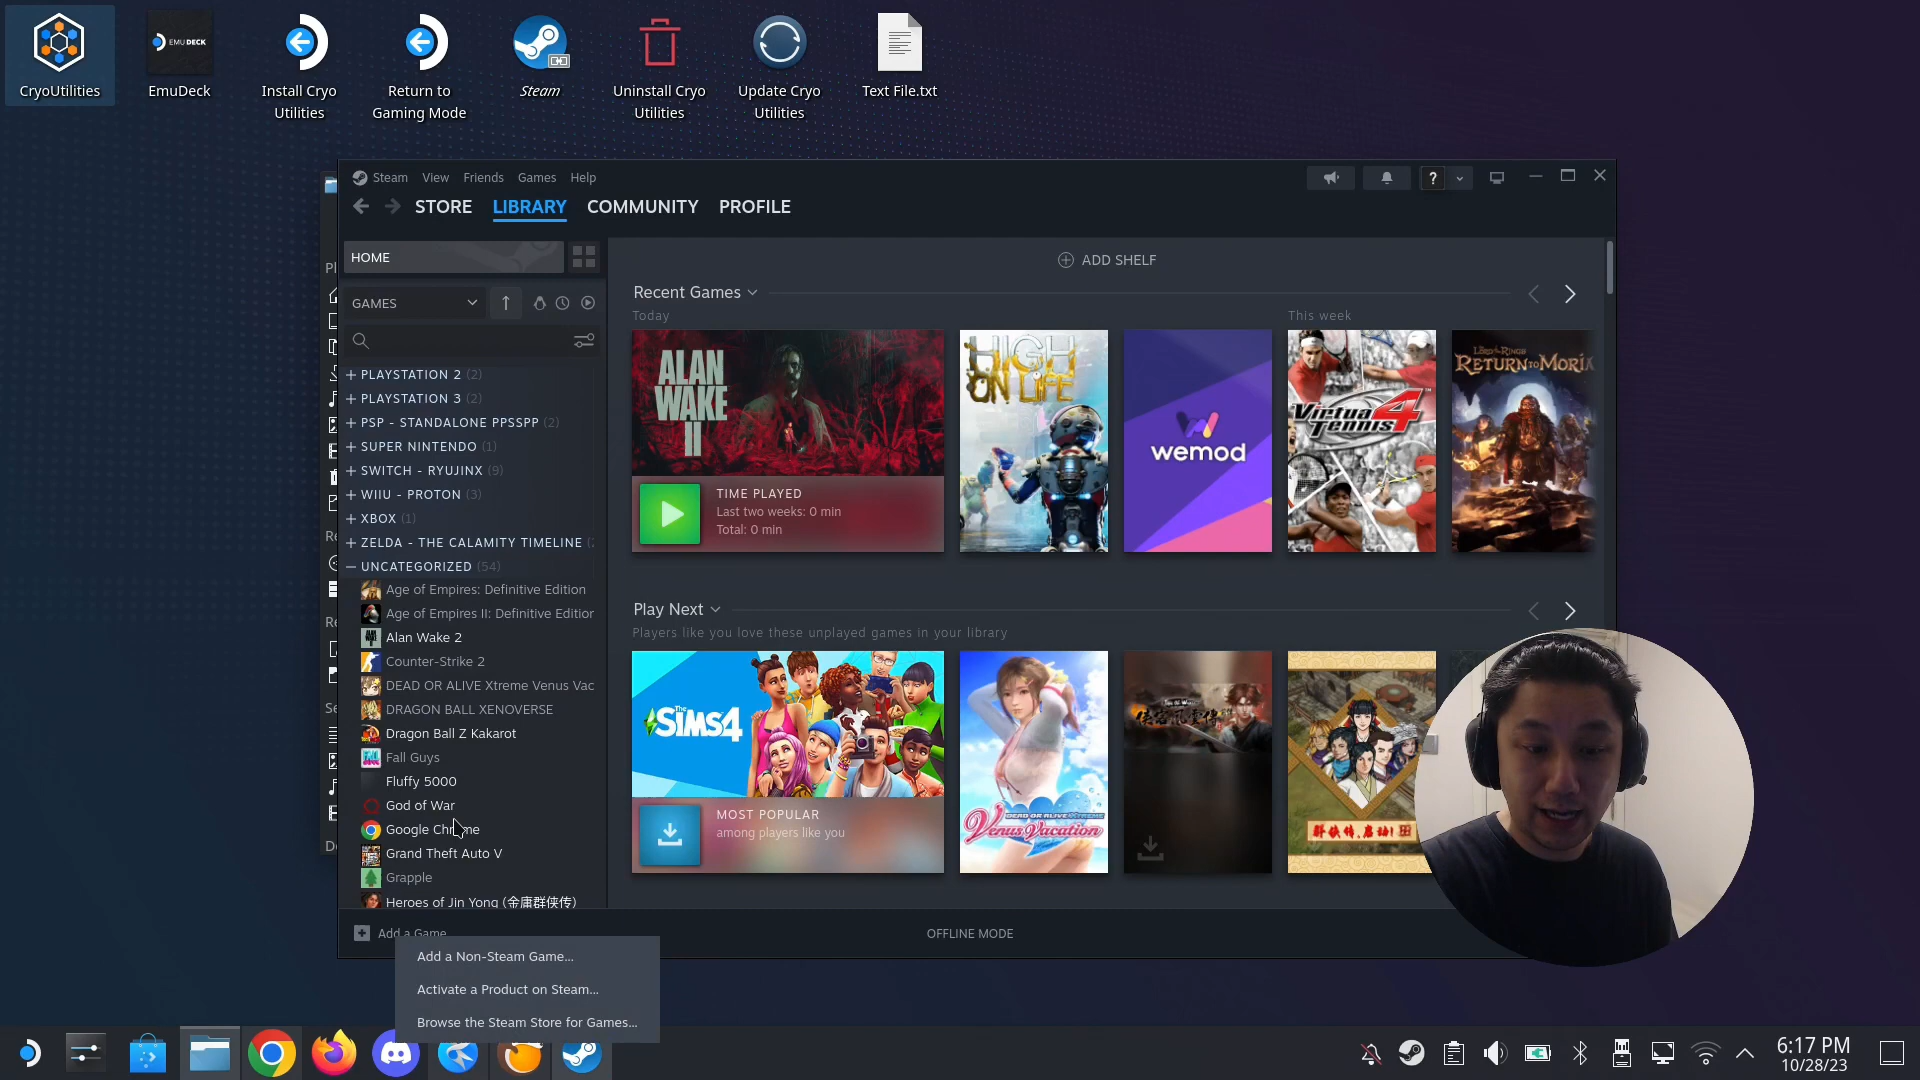 CryoUtilities
EmuDeck
Install Cryo
Utilities
Return to
Gaming Mode
Steam
Uninstall Cryo
Utilities
Update Cryo
Utilities
Text File.txt
EMU DECK
Steam View Friends Games Help
?
STORE LIBRARY COMMUNITY PROFILE
HOME
GAMES
PLAYSTATION 2 (2)
PLAYSTATION 3 (2)
PSP - STANDALONE PPSSPP (2)
SUPER NINTENDO (1)
SWITCH - RYUJINX (9)
WIIU - PROTON (3)
XBOX (1)
ZELDA - THE CALAMITY TIMELINE
UNCATEGORIZED (54)
Age of Empires: Definitive Edition
Age of Empires II: Definitive Edition
Alan Wake 2
Counter-Strike 2
DEAD OR ALIVE Xtreme Venus Vac
DRAGON BALL XENOVERSE
Dragon Ball Z Kakarot
Fall Guys
Fluffy 5000
God of War
Google Chrome
Grand Theft Auto V
Grapple
Heroes of Jin Yong (金庸群侠传)
Add a Game
ADD SHELF
Recent Games
Today
This week
ALAN
WAKE
II
TIME PLAYED
Last two weeks: 0 min
Total: 0 min
HIGH
ON LIFE
wemod
Virtua
Tennis 4
RETURN TO MORIA
Play Next
Players like you love these unplayed games in your library
The SIMS 4
MOST POPULAR
among players like you
DEAD OR ALIVE XTREME
Venus Vacation
OFFLINE MODE
Add a Non-Steam Game...
Activate a Product on Steam...
Browse the Steam Store for Games...
6:17 PM
10/28/23